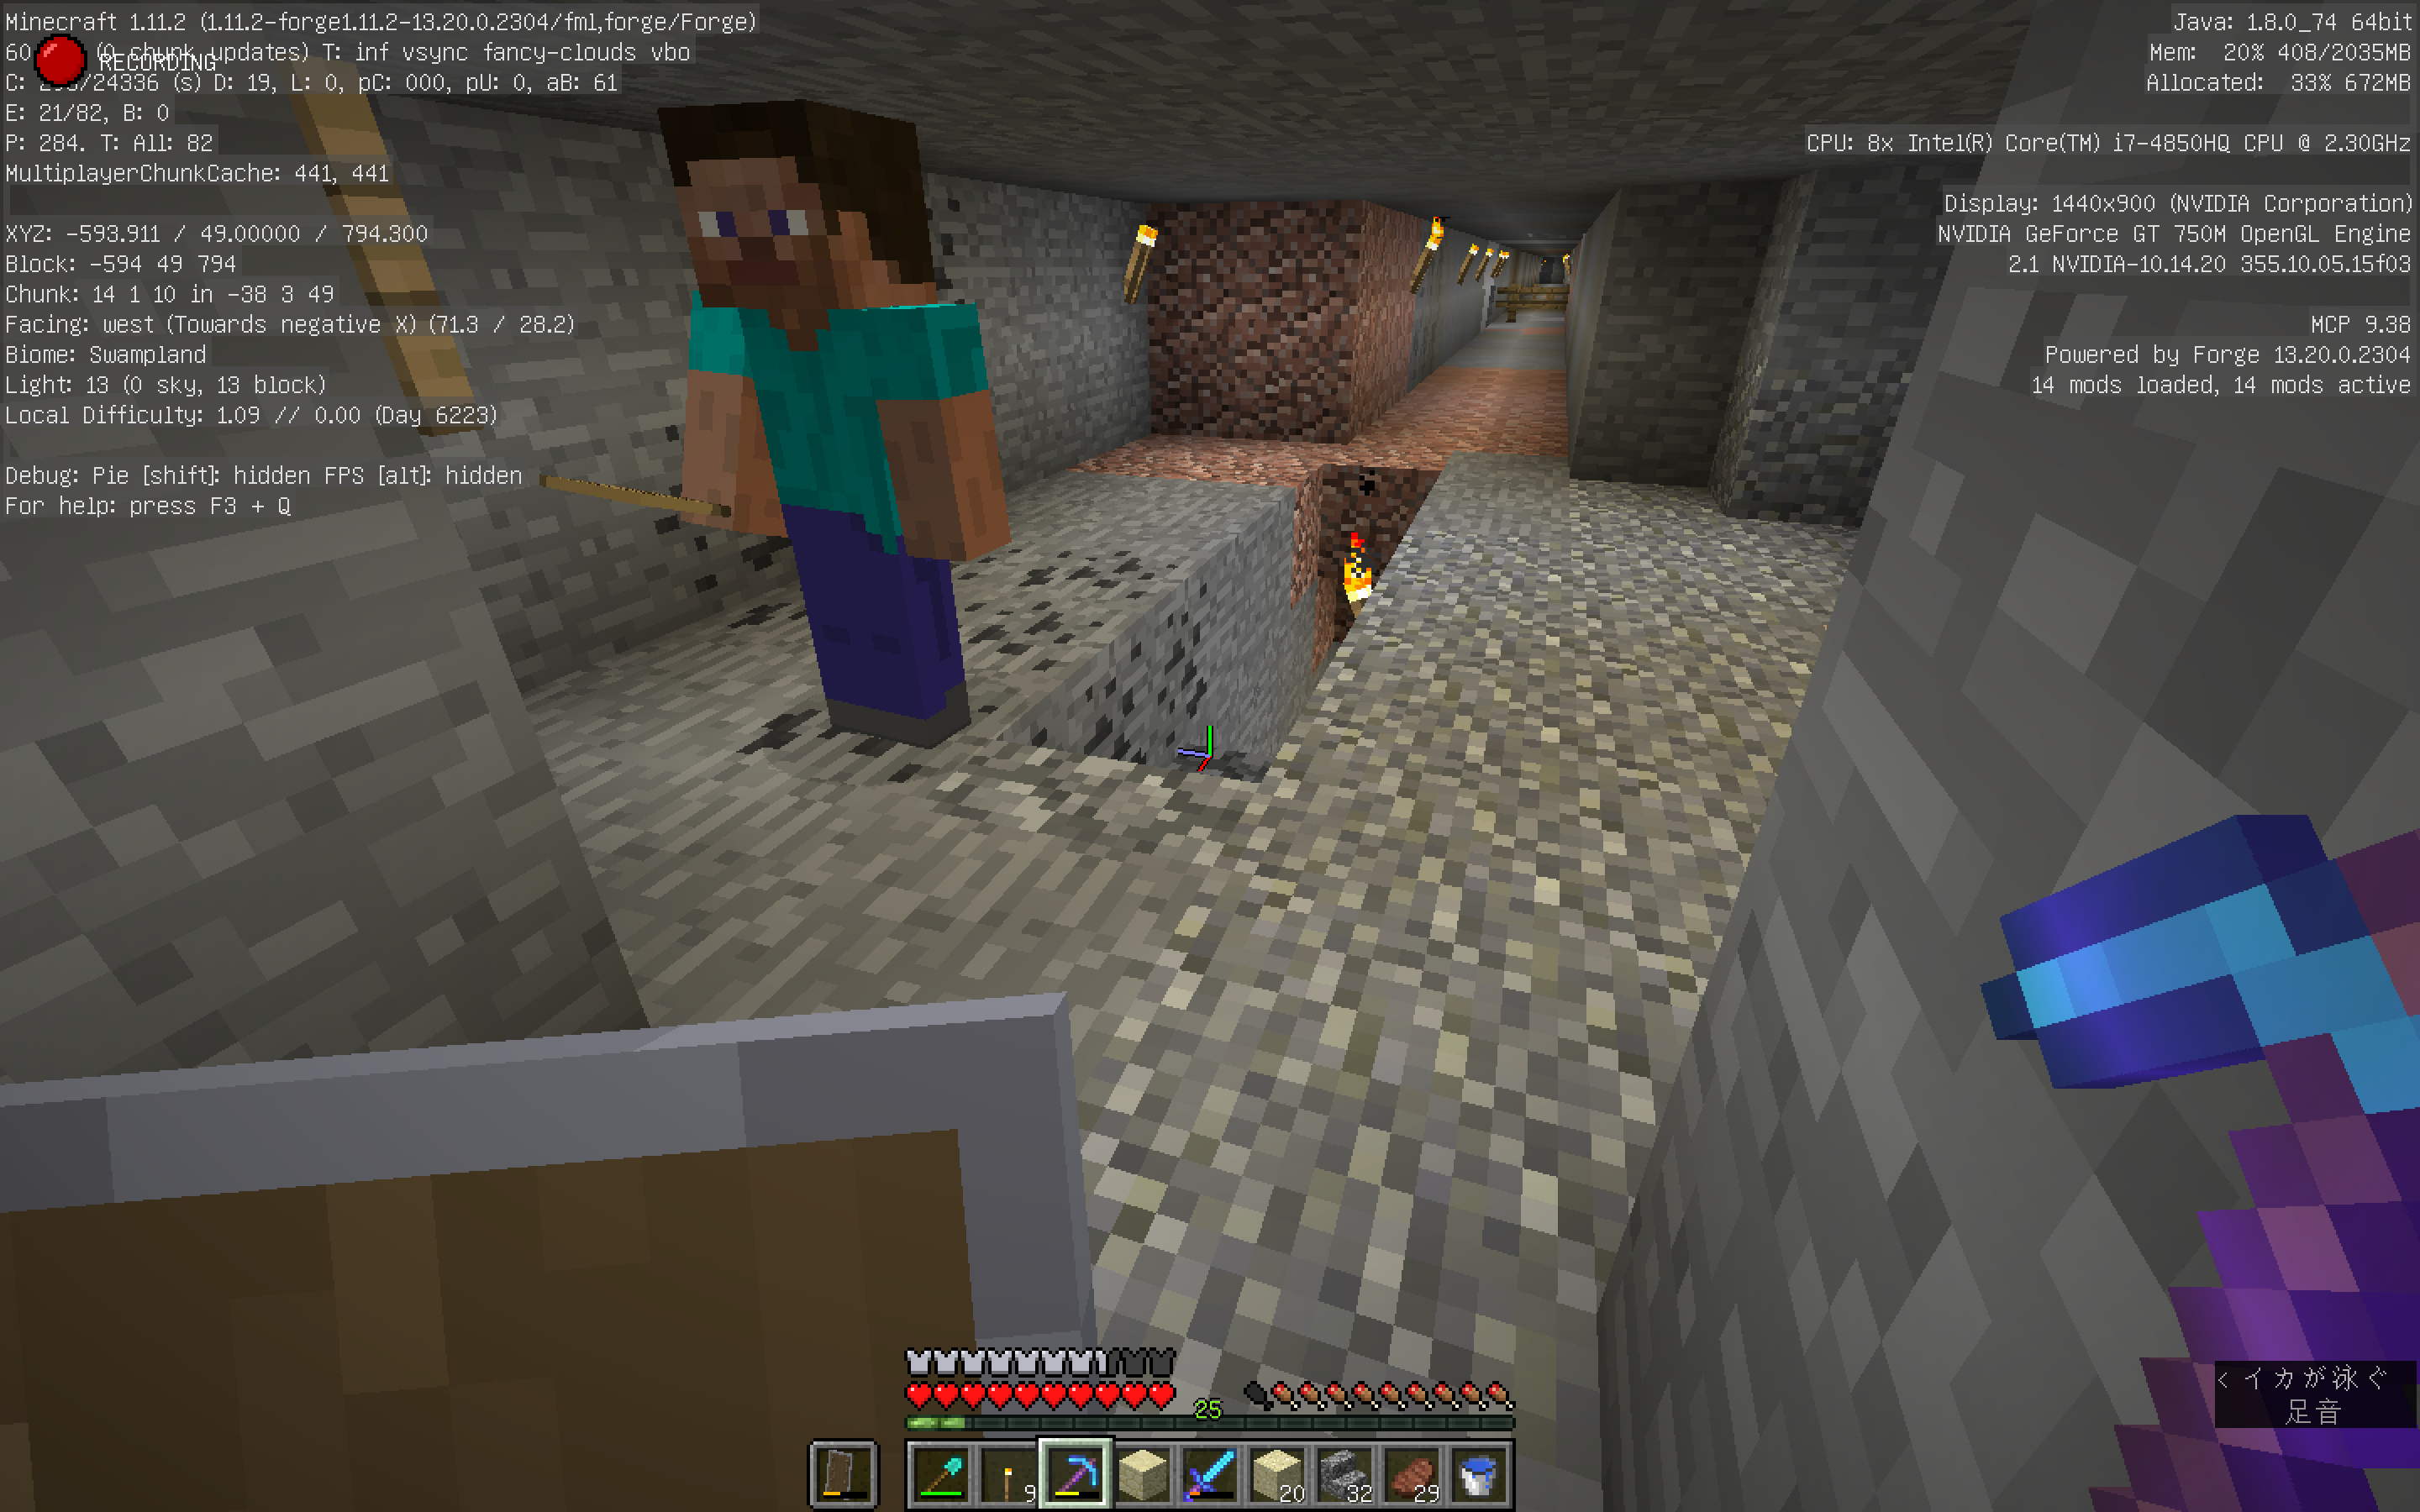 Minecraft 1.11.2 (1.11.2-forge1.11.2-13.20.0.2304/fml,forge/Forge)
60 (0 chunk updates) T: inf vsync fancy-clouds vbo
RECORDING
C: /24336 (s) D: 19, L: 0, pC: 000, pU: 0, aB: 61
E: 21/82, B: 0
P: 284. T: All: 82
MultiplayerChunkCache: 441, 441
XYZ: -593.911 / 49.00000 / 794.300
Block: -594 49 794
Chunk: 14 1 10 in -38 3 49
Facing: west (Towards negative X) (71.3 / 28.2)
Biome: Swampland
Light: 13 (0 sky, 13 block)
Local Difficulty: 1.09 // 0.00 (Day 6223)
Debug: Pie [shift]: hidden FPS [alt]: hidden
For help: press F3 + Q
Java: 1.8.0_74 64bit
Mem: 20% 408/2035MB
Allocated: 33% 672MB
CPU: 8x Intel(R) Core(TM) i7-4850HQ CPU @ 2.30GHz
Display: 1440x900 (NVIDIA Corporation)
NVIDIA GeForce GT 750M OpenGL Engine
2.1 NVIDIA-10.14.20 355.10.05.15f03
MCP 9.38
Powered by Forge 13.20.0.2304
14 mods loaded, 14 mods active
< イカが泳ぐ
足音
25
9 20 32 29